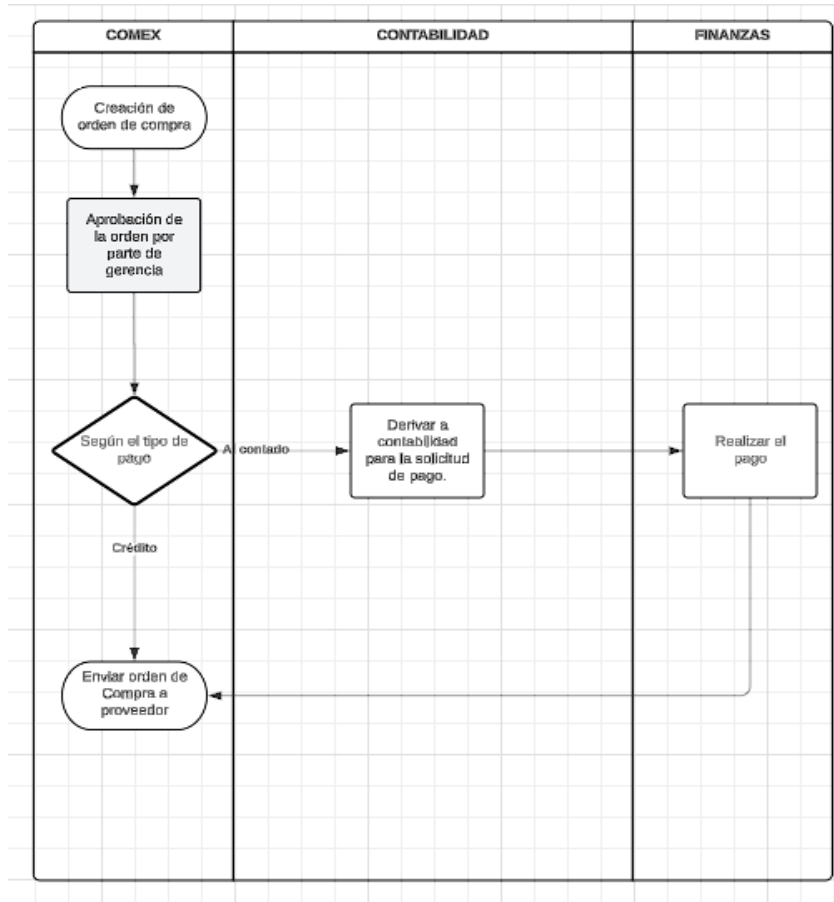 COMEX
CONTABILIDAD
FINANZAS
Creación de
orden de compra
Aprobación de
la orden por
parte de
gerencia
Según el tipo de
pago
Al contado
Derivar a
contabilidad
para la solicitud
de pago.
Realizar el
pago
Crédito
Enviar orden de
Compra a
proveedor